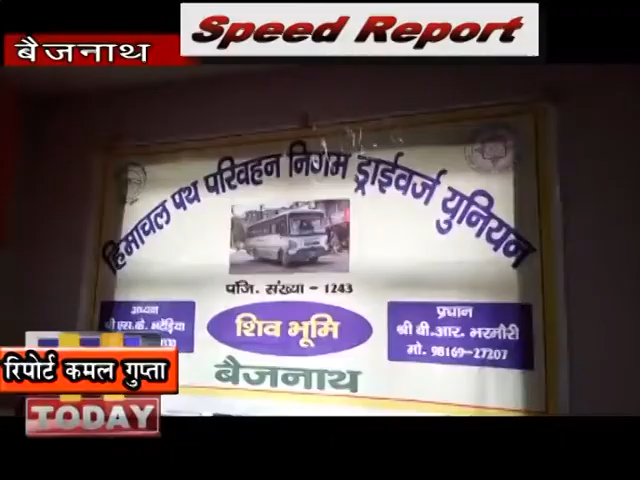 Speed Report
बैजनाथ
हिमाचल पथ परिवहन निगम ड्राईवर्ज युनियन
पंजि. संख्या - 1243
अध्यक्ष
श्री एस.के.
प्रधान
श्री बी.आर. भरमौरी
मो. 98169-27207
शिव भूमि
बैजनाथ
रिपोर्ट कमल गुप्ता
TODAY